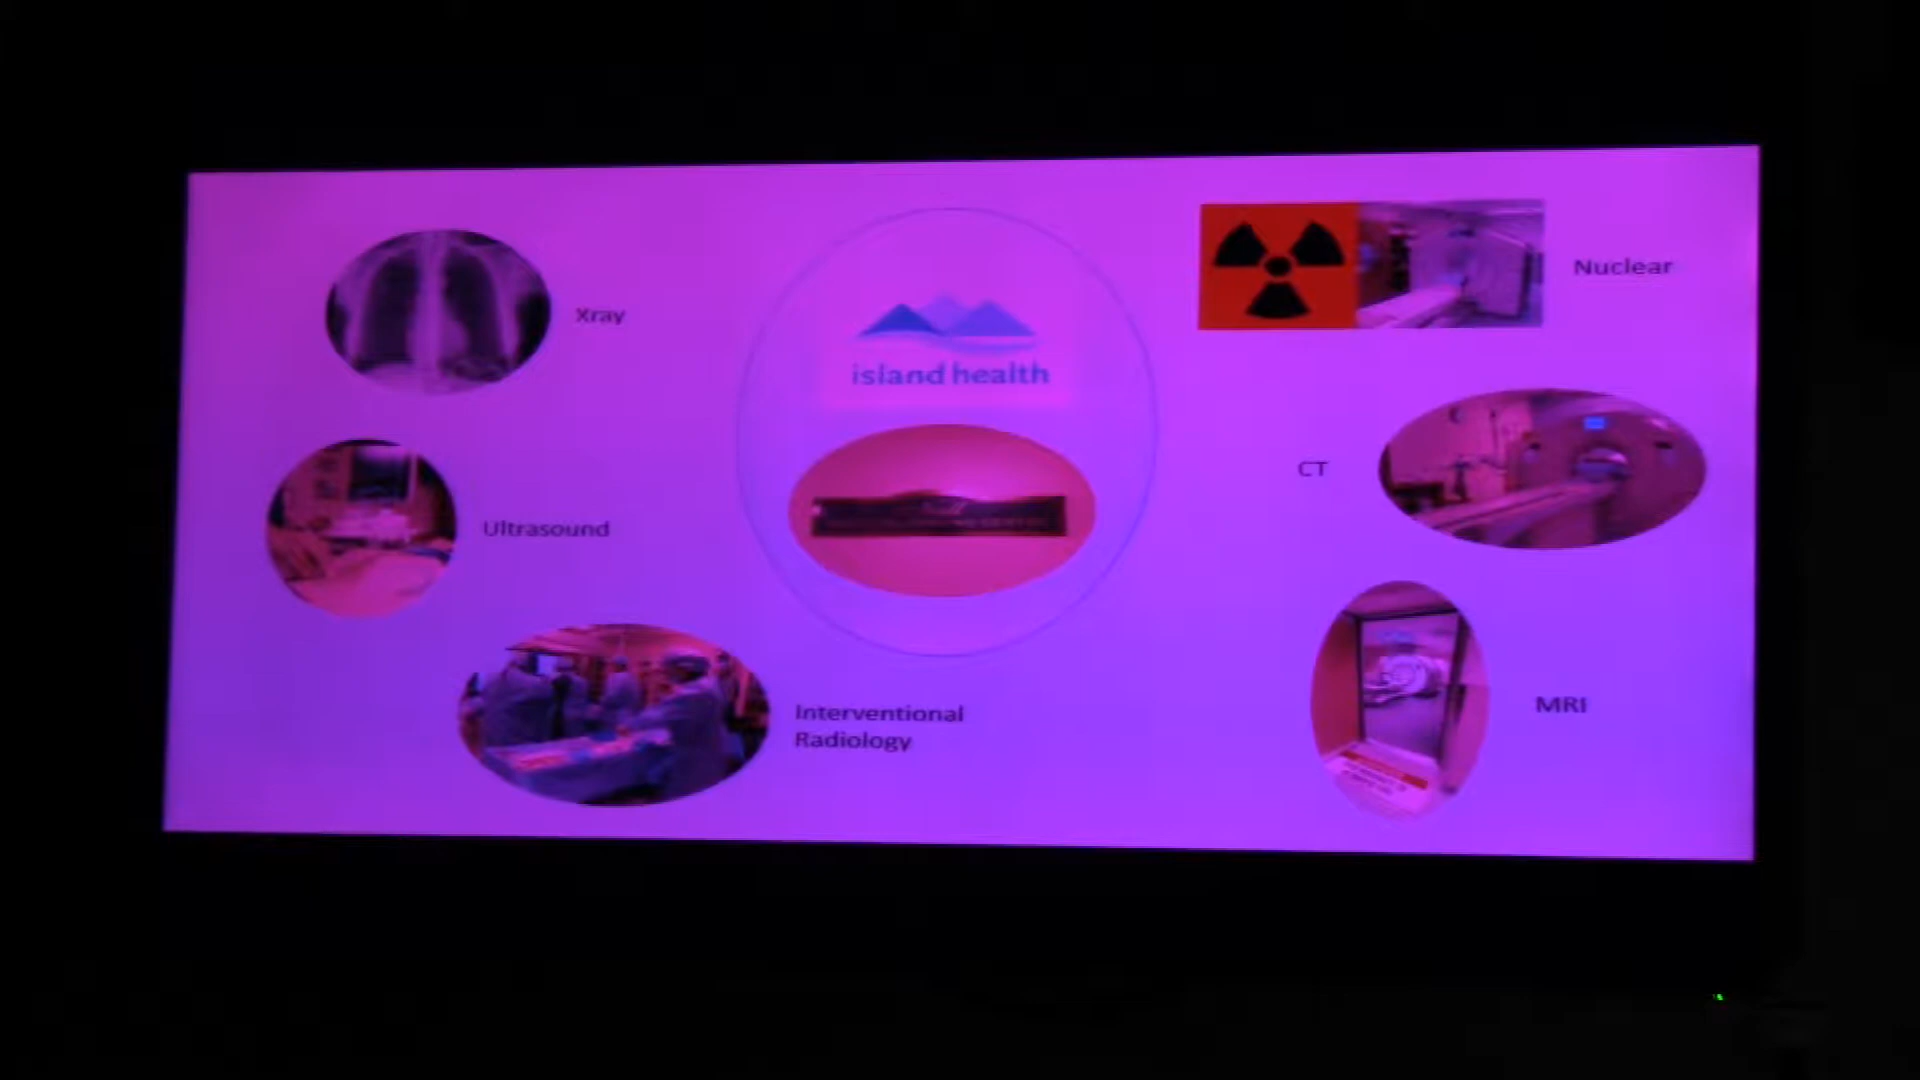 Xray
Ultrasound
Interventional
Radiology
island health
Nuclear
CT
MRI